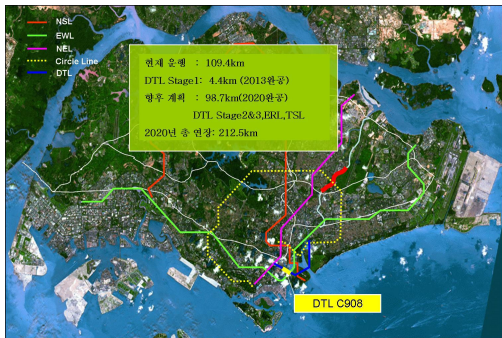 NSL
EWL
NEL
Circle Line
DTL
현재 운행 : 109.4km
DTL Stage1: 4.4km (2013완공)
향후 계획 : 98.7km(2020완공)
DTL Stage2&3,ERL,TSL
2020년 총 연장: 212.5km
DTL C908